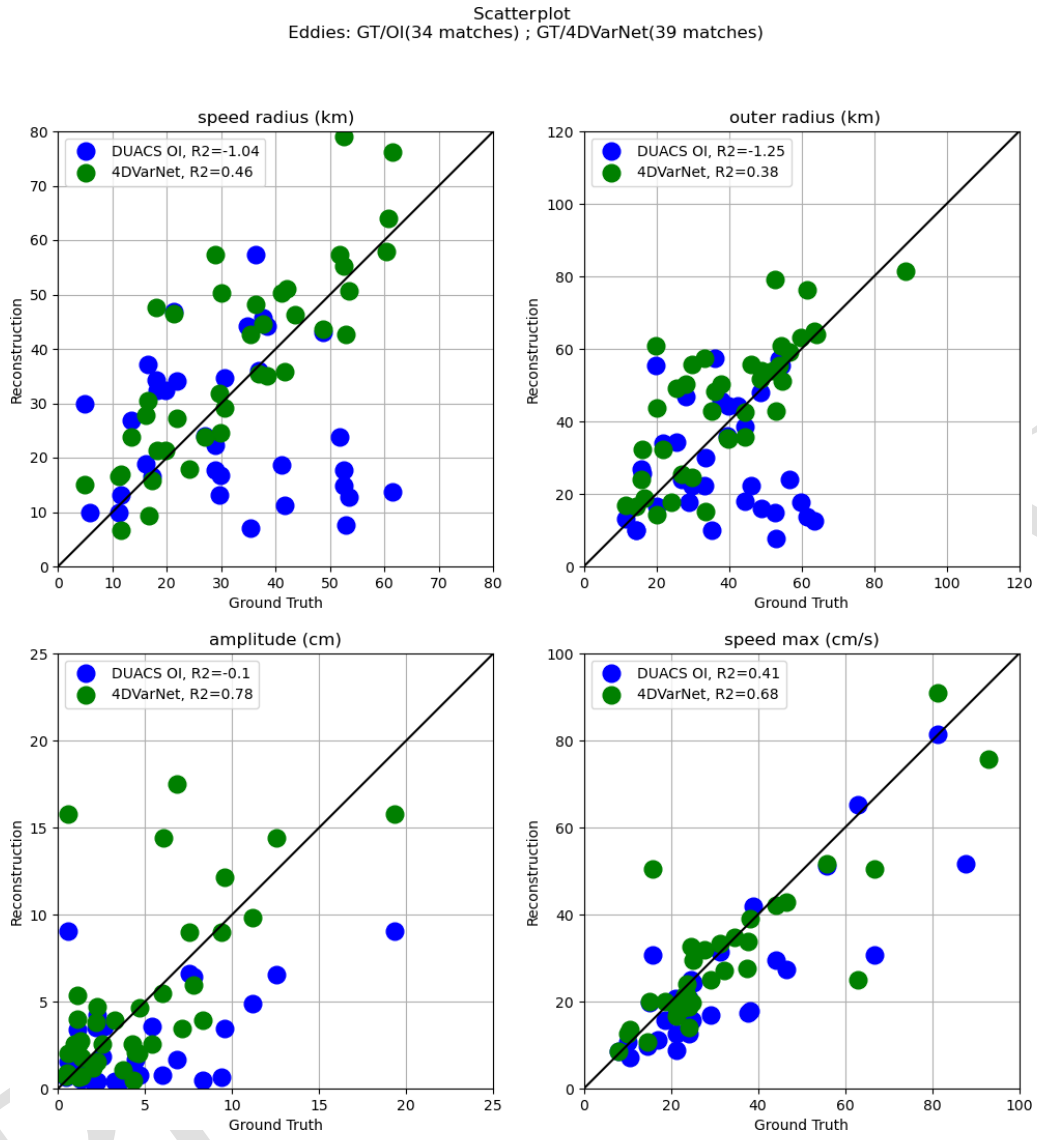 Scatterplot
Eddies: GT/OI(34 matches) ; GT/4DVarNet(39 matches)
speed radius (km)
DUACS OI, R2=-1.04
4DVarNet, R2=0.46
80
70
60
50
40
30
20
10
0
Reconstruction
0 10 20 30 40 50 60 70 80
Ground Truth
outer radius (km)
DUACS OI, R2=-1.25
4DVarNet, R2=0.38
120
100
80
60
40
20
0
Reconstruction
0 20 40 60 80 100 120
Ground Truth
amplitude (cm)
DUACS OI, R2=-0.1
4DVarNet, R2=0.78
25
20
15
10
5
0
Reconstruction
0 5 10 15 20 25
Ground Truth
speed max (cm/s)
DUACS OI, R2=0.41
4DVarNet, R2=0.68
100
80
60
40
20
0
Reconstruction
0 20 40 60 80 100
Ground Truth